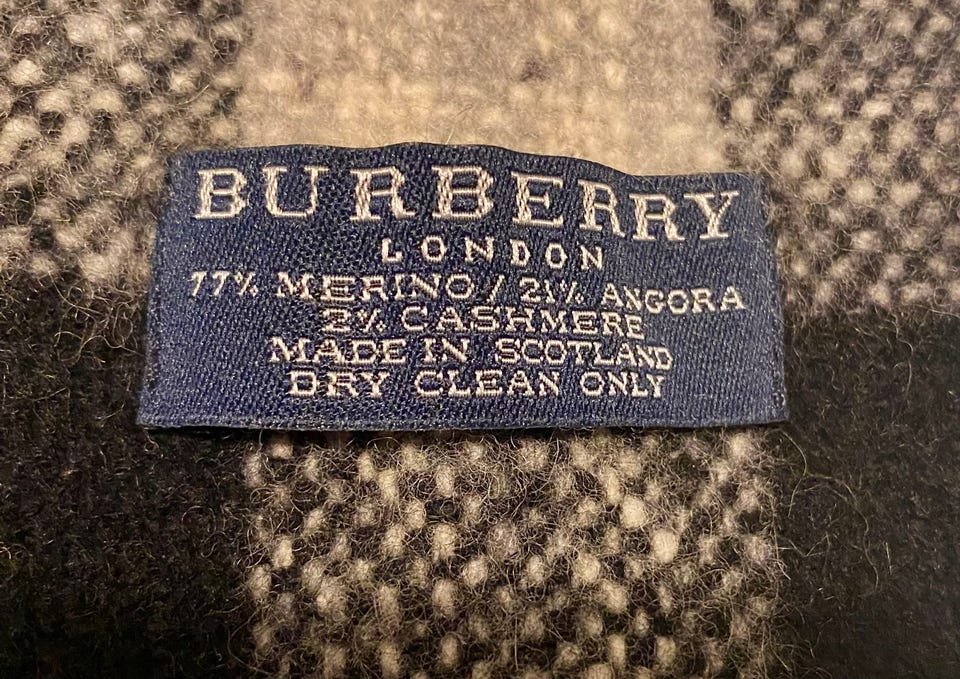 BURBERRY
LONDON
77% MERINO / 21% ANGORA
2% CASHMERE
MADE IN SCOTLAND
DRY CLEAN ONLY